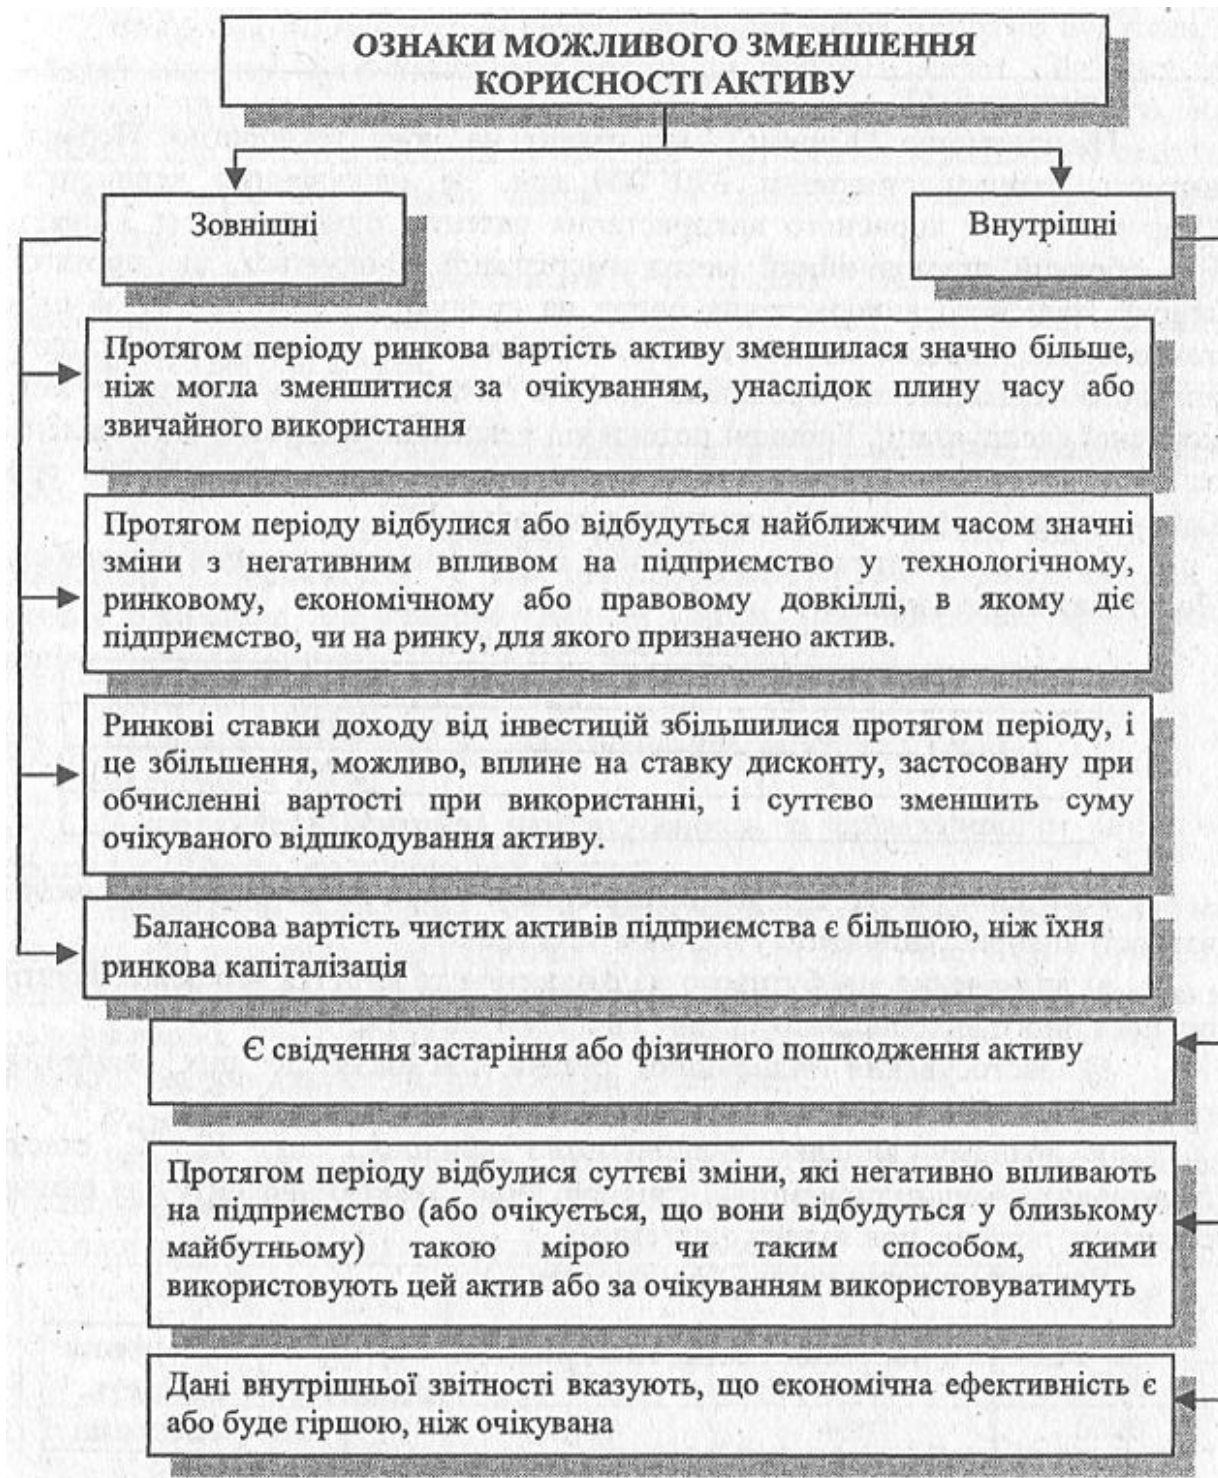 ОЗНАКИ МОЖЛИВОГО ЗМЕНШЕННЯ
КОРИСНОСТІ АКТИВУ
Зовнішні
Внутрішні
Протягом періоду ринкова вартість активу зменшилася значно більше,
ніж могла зменшитися за очікуванням, унаслідок плину часу або
звичайного використання
Протягом періоду відбулися або відбудуться найближчим часом значні
зміни з негативним впливом на підприємство у технологічному,
ринковому, економічному або правовому довкіллі, в якому діє
підприємство, чи на ринку, для якого призначено актив.
Ринкові ставки доходу від інвестицій збільшилися протягом періоду, і
це збільшення, можливо, вплине на ставку дисконту, застосовану при
обчисленні вартості при використанні, і суттєво зменшить суму
очікуваного відшкодування активу.
Балансова вартість чистих активів підприємства є більшою, ніж їхня
ринкова капіталізація
Є свідчення застаріння або фізичного пошкодження активу
Протягом періоду відбулися суттєві зміни, які негативно впливають
на підприємство (або очікується, що вони відбудуться у близькому
майбутньому) такою мірою чи таким способом, якими
використовують цей актив або за очікуванням використовуватимуть
Дані внутрішньої звітності вказують, що економічна ефективність є
або буде гіршою, ніж очікувана